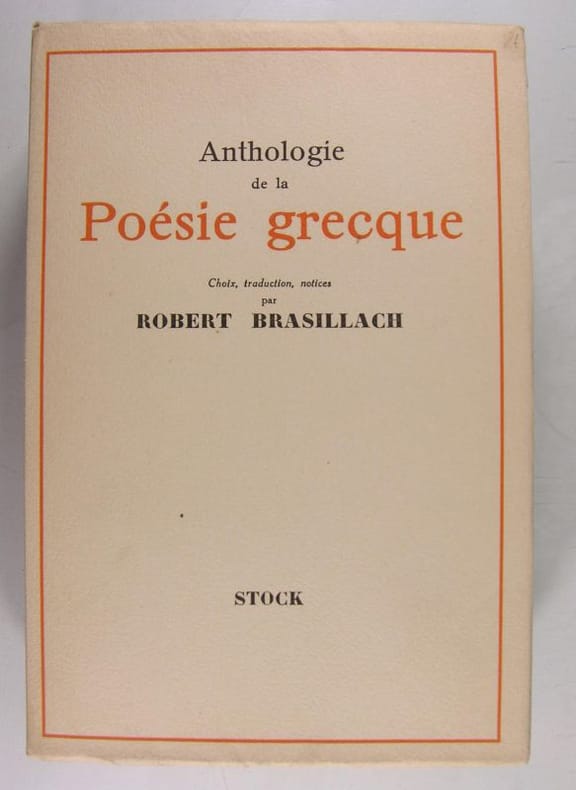 Anthologie
de la
Poésie grecque
Choix, traduction, notices
par
ROBERT BRASILLACH
STOCK